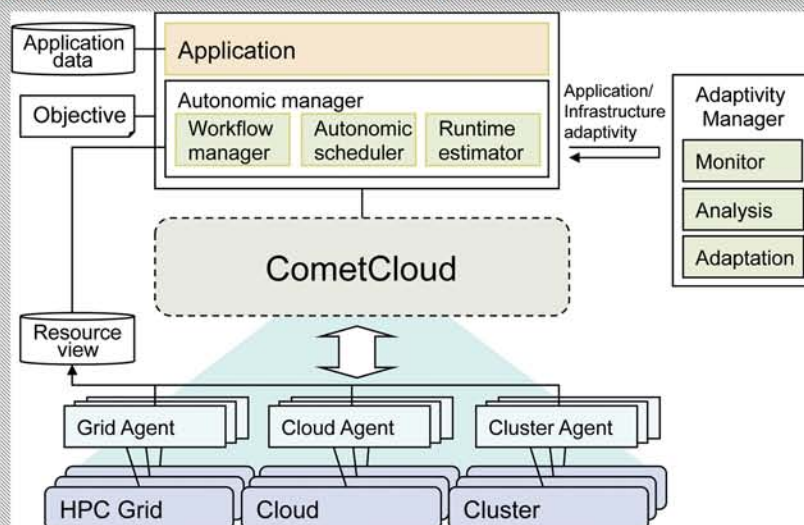 Application
data
Application
Objective
Autonomic manager
Workflow
manager
Autonomic
scheduler
Runtime
estimator
Application/
Infrastructure
adaptivity
Adaptivity
Manager
Monitor
Analysis
Adaptation
CometCloud
Resource
view
Grid Agent
Cloud Agent
Cluster Agent
HPC Grid
Cloud
Cluster